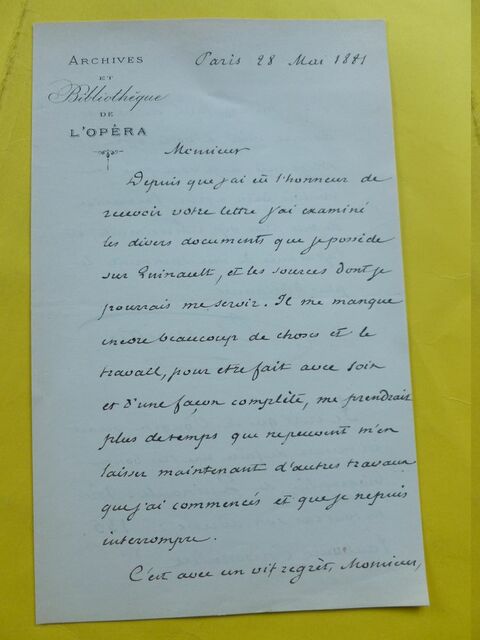 ARCHIVES
ET
Bibliothèque
DE
L'OPÉRA
Paris 28 Mai 1881
Monsieur
Depuis que j'ai eû l'honneur de
recevoir votre lettre j'ai examiné
les divers documents que je possède
sur Quinault, et les sources dont je
pourrais me servir. Il me manque
encore beaucoup de choses et le
travail, pour etre fait avec soin
et d'une façon complète, me prendrait
plus de temps que ne peuvent m'en
laisser maintenant d'autres travaux
que j'ai commencés et que je ne puis
interrompre.
C'est avec un vif regrèt, Monsieur,